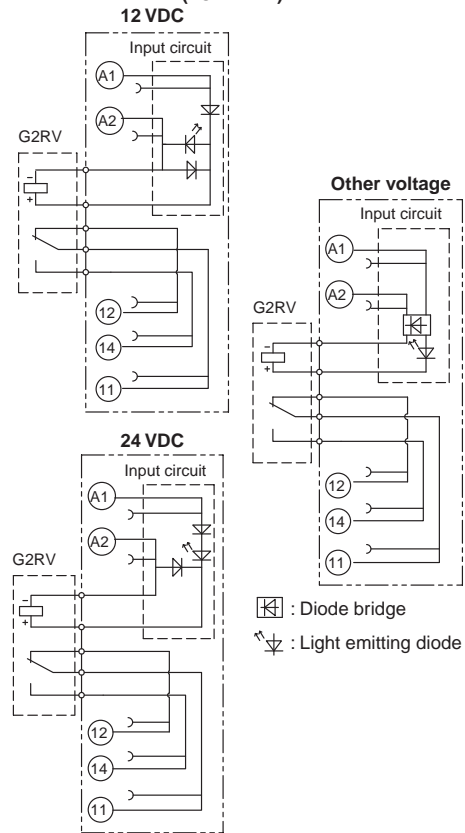 12 VDC
Input circuit
A1
A2
G2RV
–
+
12
14
11
24 VDC
Input circuit
A1
A2
G2RV
–
+
12
14
11
Other voltage
Input circuit
A1
A2
G2RV
–
+
12
14
11
: Diode bridge
: Light emitting diode